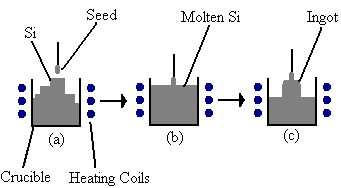 Seed
Si
Molten Si
Ingot
(a)
(b)
(c)
Crucible
Heating Coils